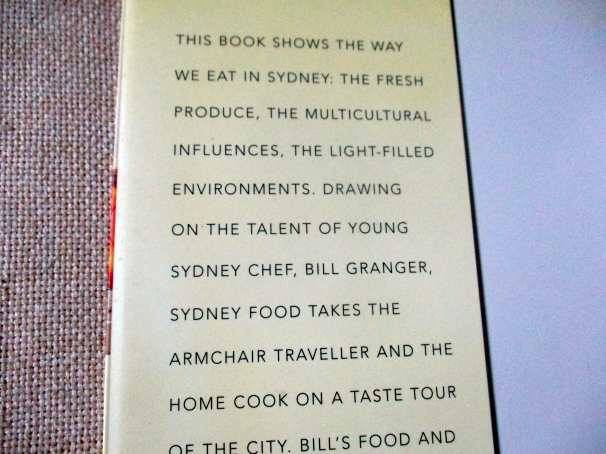 THIS BOOK SHOWS THE WAY
WE EAT IN SYDNEY: THE FRESH
PRODUCE, THE MULTICULTURAL
INFLUENCES, THE LIGHT-FILLED
ENVIRONMENTS. DRAWING
ON THE TALENT OF YOUNG
SYDNEY CHEF, BILL GRANGER,
SYDNEY FOOD TAKES THE
ARMCHAIR TRAVELLER AND THE
HOME COOK ON A TASTE TOUR
OF THE CITY. BILL'S FOOD AND